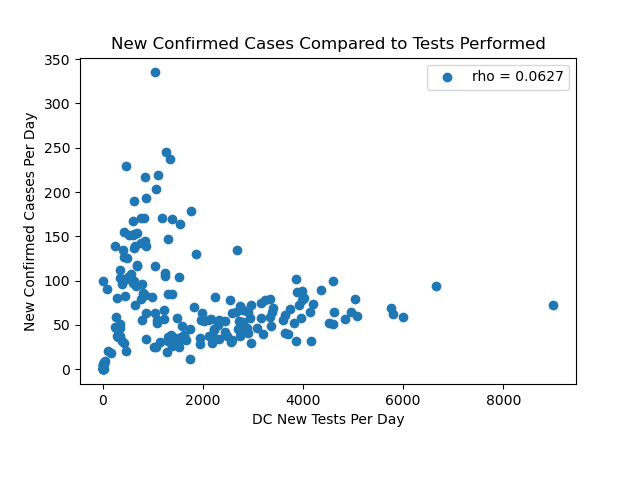 New Confirmed Cases Compared to Tests Performed
rho = 0.0627
New Confirmed Caeses Per Day
350
300
250
200
150
100
50
0
0 2000 4000 6000 8000
DC New Tests Per Day